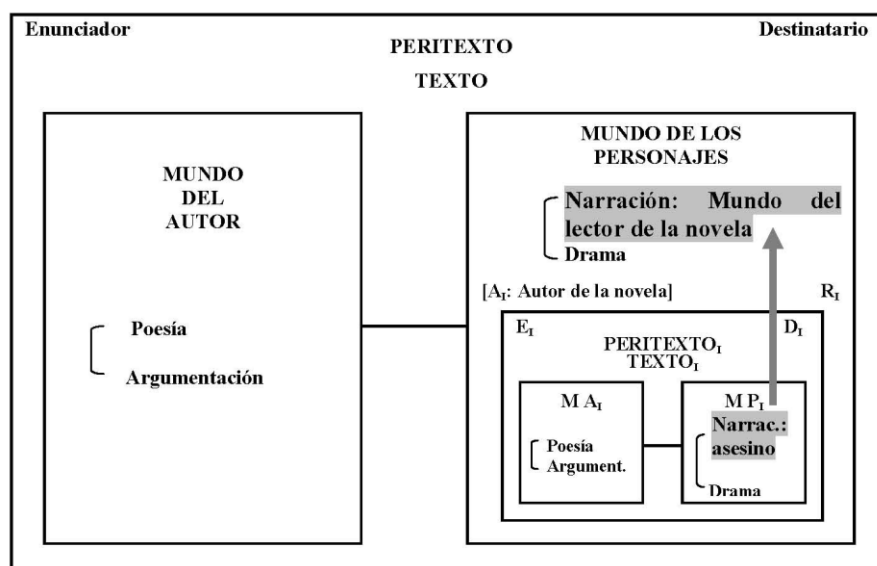 Enunciador
Destinatario
PERITEXTO
TEXTO
MUNDO
DEL
AUTOR
Poesía
Argumentación
MUNDO DE LOS
PERSONAJES
Narración: Mundo del
lector de la novela
Drama
[AI: Autor de la novela]
RI
EI
DI
PERITEXTOI
TEXTOI
M AI
Poesía
Argument.
M PI
Narrac.:
asesino
Drama